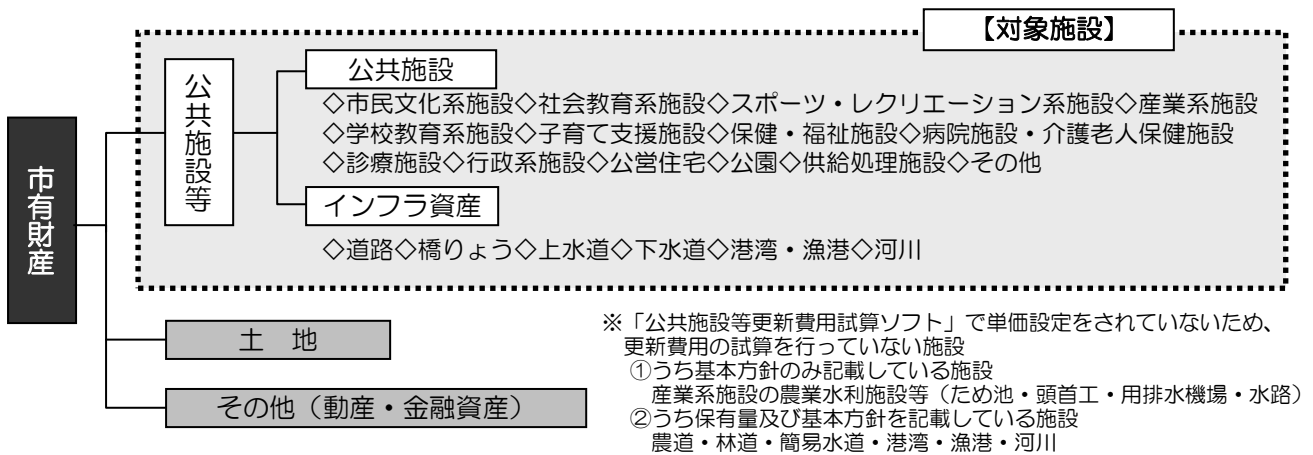 【対象施設】
市有財産
公共施設等
公共施設
◇市民文化系施設◇社会教育系施設◇スポーツ・レクリエーション系施設◇産業系施設
◇学校教育系施設◇子育て支援施設◇保健・福祉施設◇病院施設・介護老人保健施設
◇診療施設◇行政系施設◇公営住宅◇公園◇供給処理施設◇その他
インフラ資産
◇道路◇橋りょう◇上水道◇下水道◇港湾・漁港◇河川
土　地
その他（動産・金融資産）
※「公共施設等更新費用試算ソフト」で単価設定をされていないため、
更新費用の試算を行っていない施設
①うち基本方針のみ記載している施設
産業系施設の農業水利施設等（ため池・頭首工・用排水機場・水路）
②うち保有量及び基本方針を記載している施設
農道・林道・簡易水道・港湾・漁港・河川